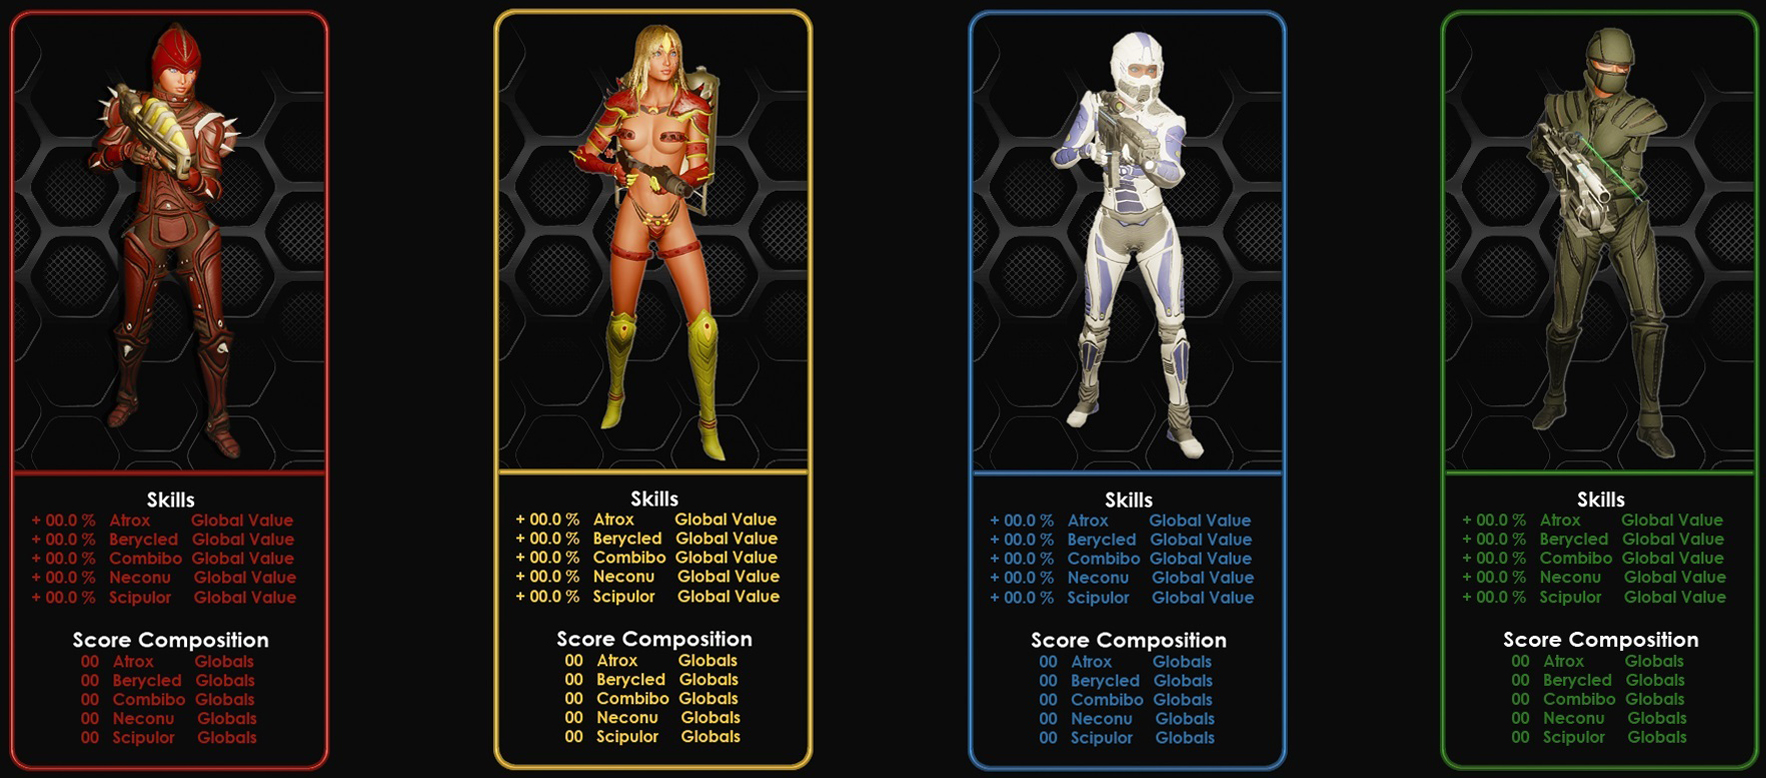 Skills
+ 00.0 % Atrox Global Value
+ 00.0 % Berycled Global Value
+ 00.0 % Combibo Global Value
+ 00.0 % Neconu Global Value
+ 00.0 % Scipulor Global Value
Score Composition
00 Atrox Globals
00 Berycled Globals
00 Combibo Globals
00 Neconu Globals
00 Scipulor Globals
Skills
+ 00.0 % Atrox Global Value
+ 00.0 % Berycled Global Value
+ 00.0 % Combibo Global Value
+ 00.0 % Neconu Global Value
+ 00.0 % Scipulor Global Value
Score Composition
00 Atrox Globals
00 Berycled Globals
00 Combibo Globals
00 Neconu Globals
00 Scipulor Globals
Skills
+ 00.0 % Atrox Global Value
+ 00.0 % Berycled Global Value
+ 00.0 % Combibo Global Value
+ 00.0 % Neconu Global Value
+ 00.0 % Scipulor Global Value
Score Composition
00 Atrox Globals
00 Berycled Globals
00 Combibo Globals
00 Neconu Globals
00 Scipulor Globals
Skills
+ 00.0 % Atrox Global Value
+ 00.0 % Berycled Global Value
+ 00.0 % Combibo Global Value
+ 00.0 % Neconu Global Value
+ 00.0 % Scipulor Global Value
Score Composition
00 Atrox Globals
00 Berycled Globals
00 Combibo Globals
00 Neconu Globals
00 Scipulor Globals